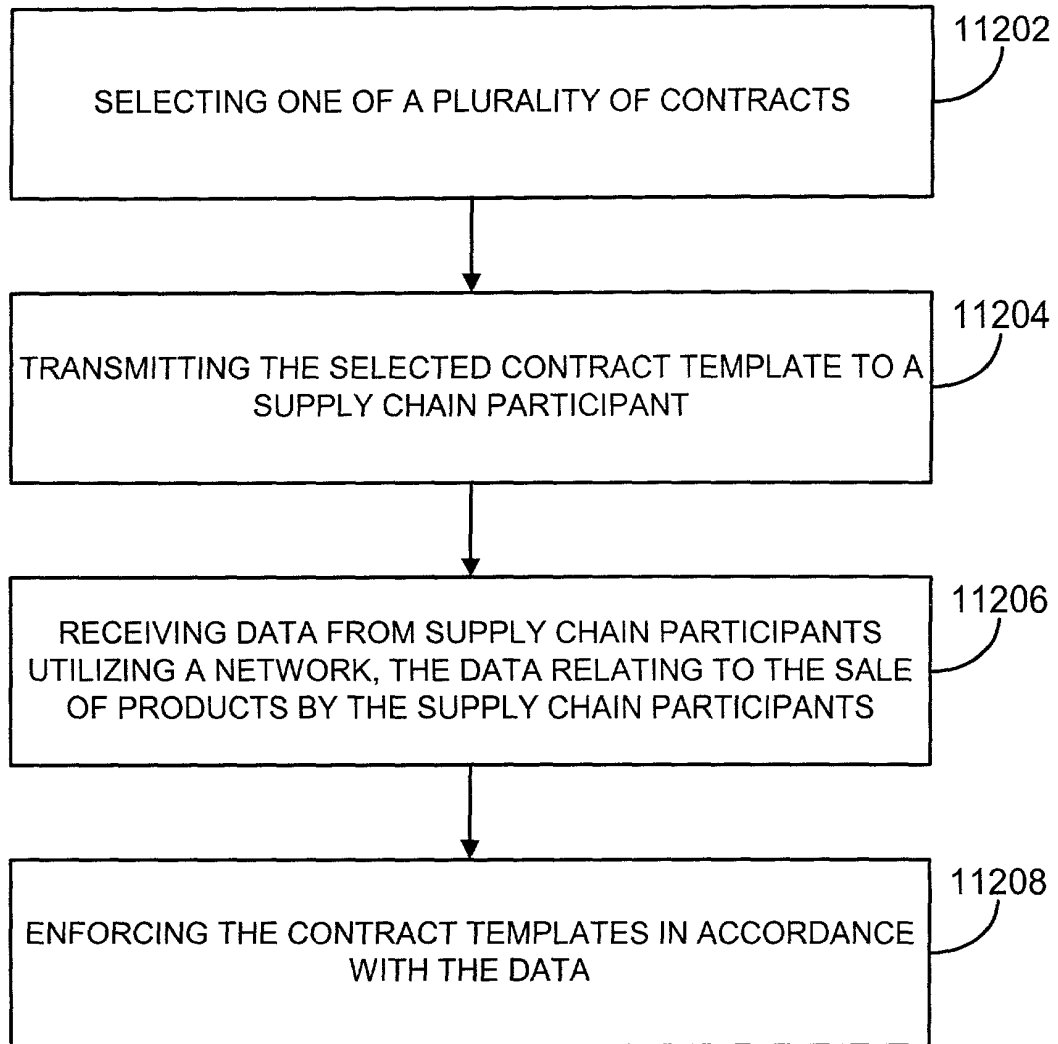 11202
SELECTING ONE OF A PLURALITY OF CONTRACTS
11204
TRANSMITTING THE SELECTED CONTRACT TEMPLATE TO A
SUPPLY CHAIN PARTICIPANT
11206
RECEIVING DATA FROM SUPPLY CHAIN PARTICIPANTS
UTILIZING A NETWORK, THE DATA RELATING TO THE SALE
OF PRODUCTS BY THE SUPPLY CHAIN PARTICIPANTS
11208
ENFORCING THE CONTRACT TEMPLATES IN ACCORDANCE
WITH THE DATA